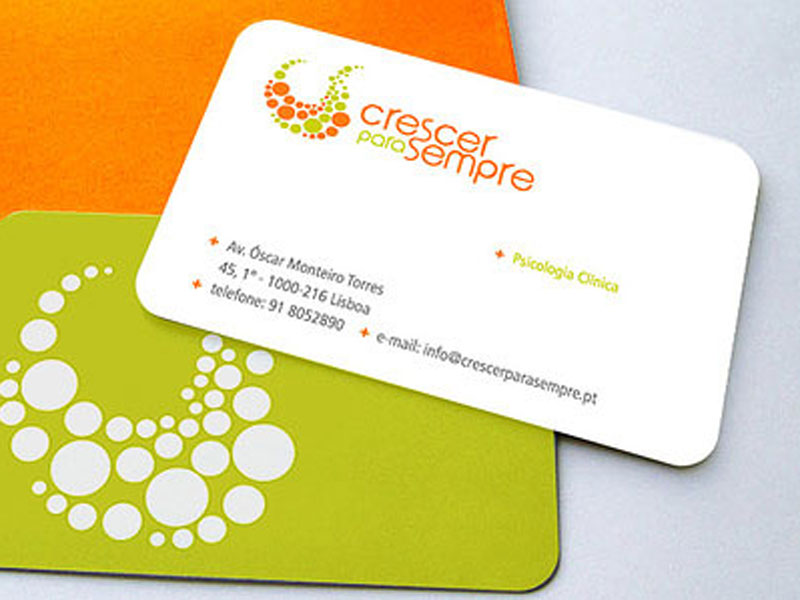 crescer
para sempre
+ Psicologia Clínica
+ Av. Óscar Monteiro Torres
45, 1º - 1000-216 Lisboa
+ telefone: 91 8052890 + e-mail: info@crescerparasempre.pt